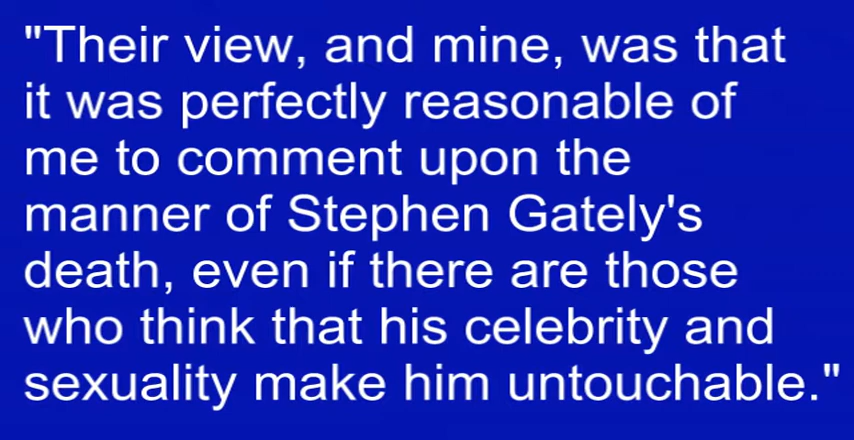 "Their view, and mine, was that
it was perfectly reasonable of
me to comment upon the
manner of Stephen Gately's
death, even if there are those
who think that his celebrity and
sexuality make him untouchable."